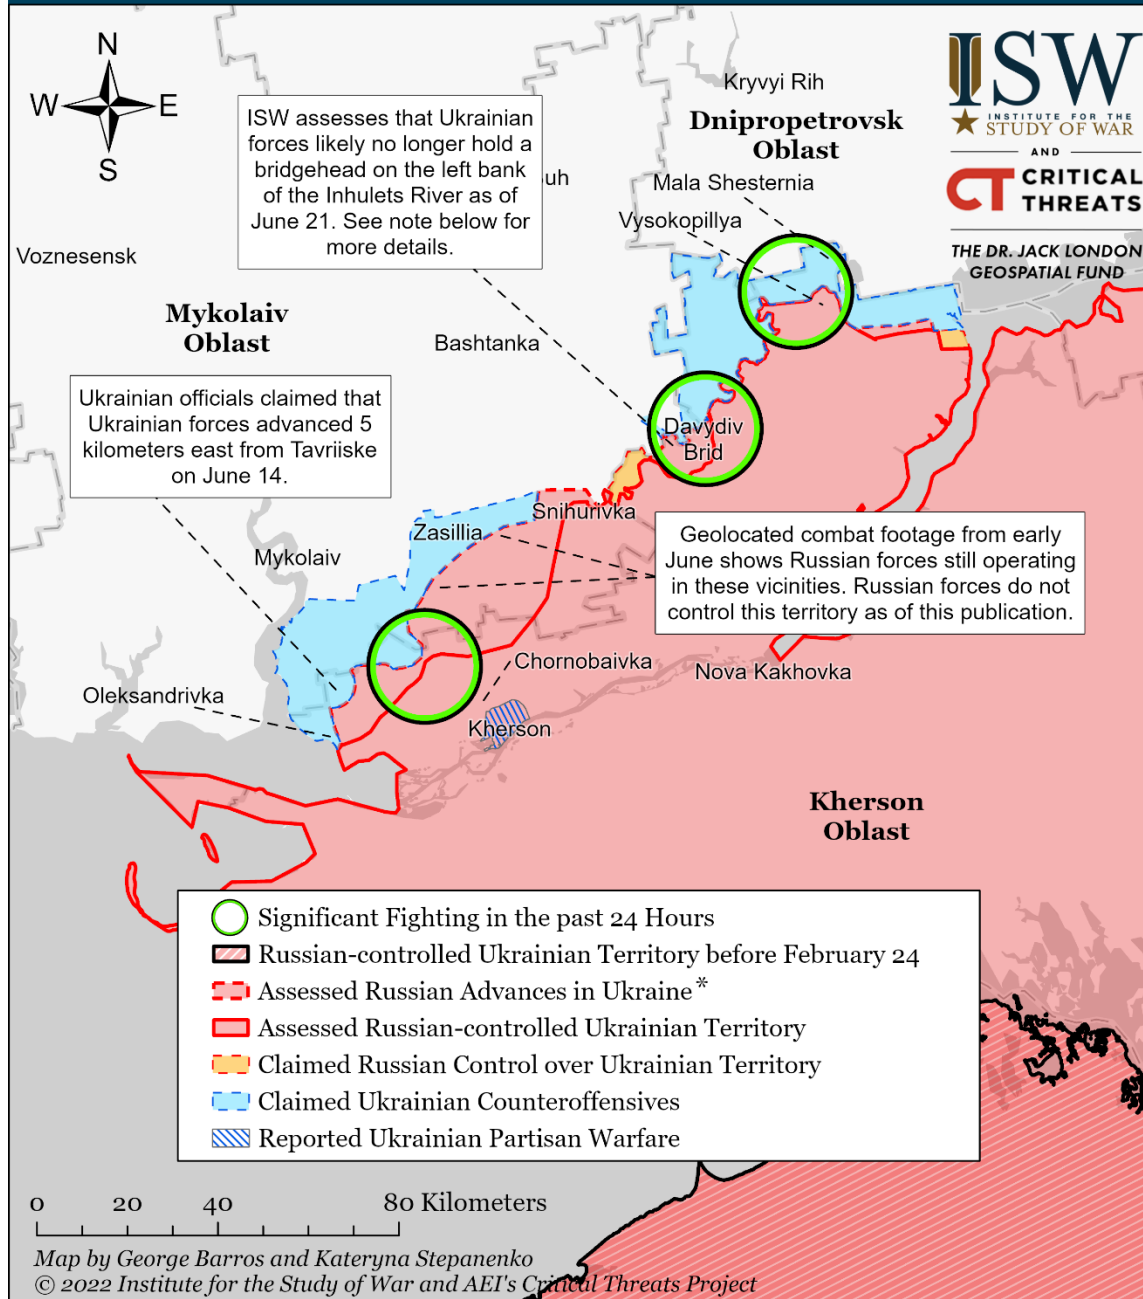 N
W E
S
ISW
INSTITUTE FOR THE
STUDY OF WAR
AND
CT CRITICAL
THREATS
THE DR. JACK LONDON
GEOSPATIAL FUND
Kryvyi Rih
Dnipropetrovsk
Oblast
ISW assesses that Ukrainian
forces likely no longer hold a
bridgehead on the left bank
of the Inhulets River as of
June 21. See note below for
more details.
uh
Mala Shesternia
Vysokopillya
Voznesensk
Mykolaiv
Oblast
Bashtanka
Ukrainian officials claimed that
Ukrainian forces advanced 5
kilometers east from Tavriiske
on June 14.
Davydiv
Brid
Snihurivka
Zasillia
Mykolaiv
Geolocated combat footage from early
June shows Russian forces still operating
in these vicinities. Russian forces do not
control this territory as of this publication.
Chornobaivka
Nova Kakhovka
Oleksandrivka
Kherson
Kherson
Oblast
Significant Fighting in the past 24 Hours
Russian-controlled Ukrainian Territory before February 24
Assessed Russian Advances in Ukraine*
Assessed Russian-controlled Ukrainian Territory
Claimed Russian Control over Ukrainian Territory
Claimed Ukrainian Counteroffensives
Reported Ukrainian Partisan Warfare
0 20 40 80 Kilometers
Map by George Barros and Kateryna Stepanenko
© 2022 Institute for the Study of War and AEI's Critical Threats Project